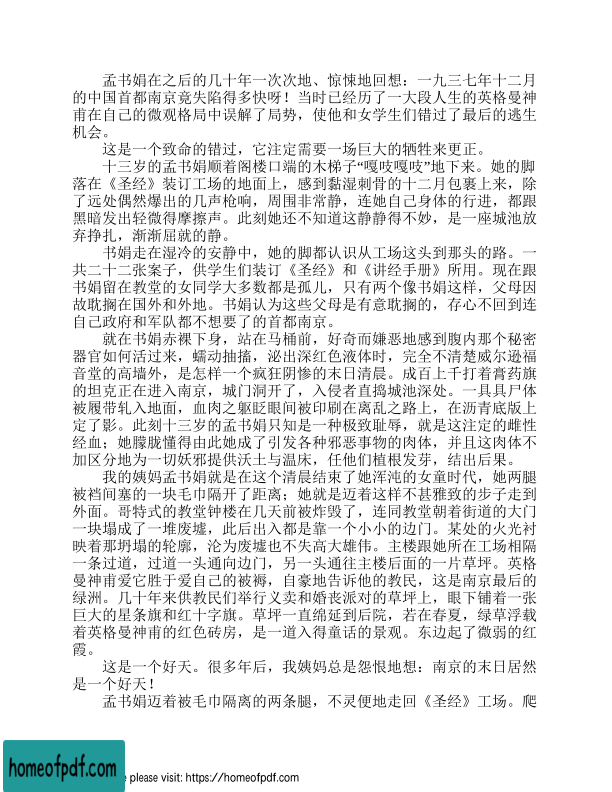 孟书娟在之后的几十年一次次地、惊悚地回想：一九三七年十二月
的中国首都南京竟失陷得多快呀！当时已经历了一大段人生的英格曼神
甫在自己的微观格局中误解了局势，使他和女学生们错过了最后的逃生
机会。
这是一个致命的错过，它注定需要一场巨大的牺牲来更正。
十三岁的孟书娟顺着阁楼口端的木梯子“嘎吱嘎吱”地下来。她的脚
落在《圣经》装订工场的地面上，感到黏湿刺骨的十二月包裹上来，除
了远处偶然爆出的几声枪响，周围非常静，连她自己身体的行进，都跟
黑暗发出轻微得摩擦声。此刻她还不知道这静静得不妙，是一座城池放
弃挣扎，渐渐屈就的静。
书娟走在湿冷的安静中，她的脚都认识从工场这头到那头的路。一
共二十二张案子，供学生们装订《圣经》和《讲经手册》所用。现在跟
书娟留在教堂的女同学大多数都是孤儿，只有两个像书娟这样，父母因
故耽搁在国外和外地。书娟认为这些父母是有意耽搁的，存心不回到连
自己政府和军队都不想要了的首都南京。
就在书娟赤裸下身，站在马桶前，好奇而嫌恶地感到腹内那个秘密
器官如何活过来，蠕动抽搐，泌出深红色液体时，完全不清楚威尔逊福
音堂的高墙外，是怎样一个疯狂阴惨的末日清晨。成百上千打着膏药旗
的坦克正在进入南京，城门洞开了，入侵者直捣城池深处。一具具尸体
被履带轧入地面，血肉之躯眨眼间被印刷在离乱之路上，在沥青底版上
定了影。此刻十三岁的孟书娟只知是一种极致耻辱，就是这注定的雌性
经血；她朦胧懂得由此她成了引发各种邪恶事物的肉体，并且这肉体不
加区分地为一切妖邪提供沃土与温床，任他们植根发芽，结出后果。
我的姨妈孟书娟就是在这个清晨结束了她浑沌的女童时代，她两腿
被裆间塞的一块毛巾隔开了距离；她就是迈着这样不甚雅致的步子走到
外面。哥特式的教堂钟楼在几天前被炸毁了，连同教堂朝着街道的大门
一块塌成了一堆废墟，此后出入都是靠一个小小的边门。某处的火光衬
映着那坍塌的轮廓，沦为废墟也不失高大雄伟。主楼跟她所在工场相隔
一条过道，过道一头通向边门，另一头通往主楼后面的一片草坪。英格
曼神甫爱它胜于爱自己的被褥，自豪地告诉他的教民，这是南京最后的
绿洲。几十年来供教民们举行义卖和婚丧派对的草坪上，眼下铺着一张
巨大的星条旗和红十字旗。草坪一直绵延到后院，若在春夏，绿草浮载
着英格曼神甫的红色砖房，是一道入得童话的景观。东边起了微弱的红
霞。
这是一个好天。很多年后，我姨妈总是怨恨地想：南京的末日居然
是一个好天！
孟书娟迈着被毛巾隔离的两条腿，不灵便地走回《圣经》工场。爬
homeofpdf.com
e please visit: https://homeofpdf.com